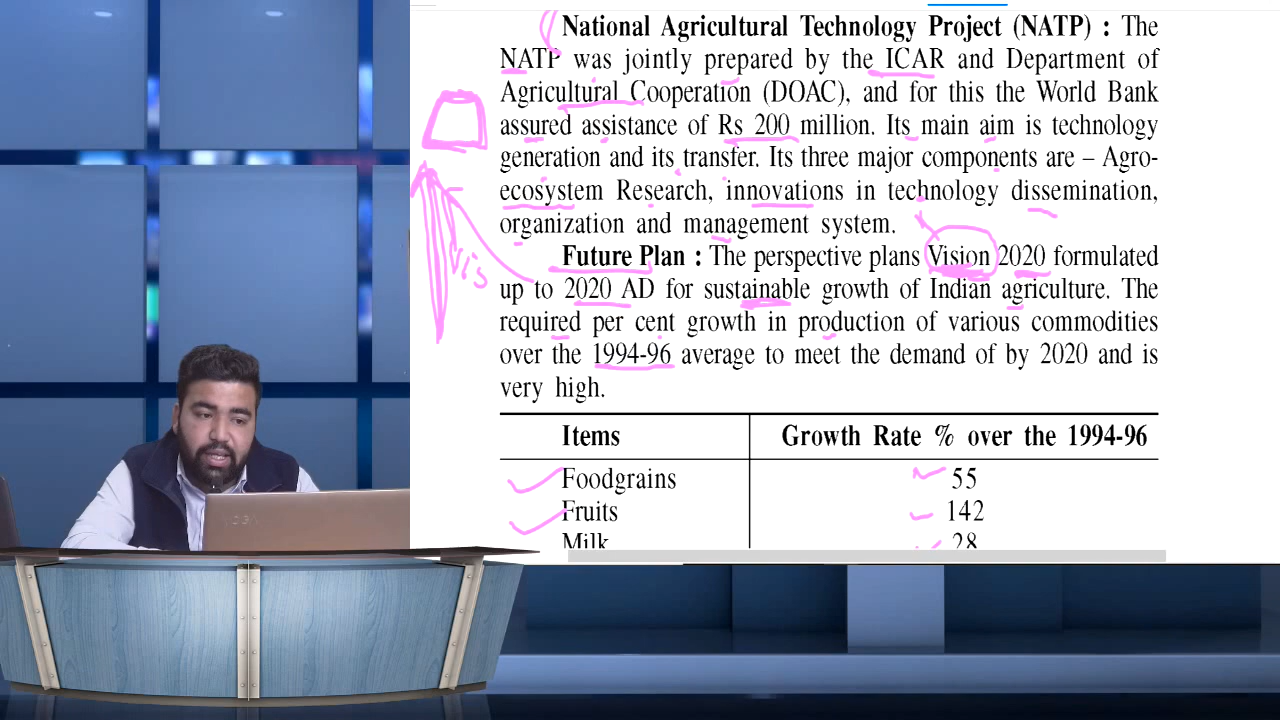 National Agricultural Technology Project (NATP) : The
NATP was jointly prepared by the ICAR and Department of
Agricultural Cooperation (DOAC), and for this the World Bank
assured assistance of Rs 200 million. Its main aim is technology
generation and its transfer. Its three major components are – Agro-
ecosystem Research, innovations in technology dissemination,
organization and management system.
Future Plan : The perspective plans Vision 2020 formulated
up to 2020 AD for sustainable growth of Indian agriculture. The
required per cent growth in production of various commodities
over the 1994-96 average to meet the demand of by 2020 and is
very high.
Items Growth Rate % over the 1994-96
Foodgrains 55
Fruits 142
Milk 28
Vis